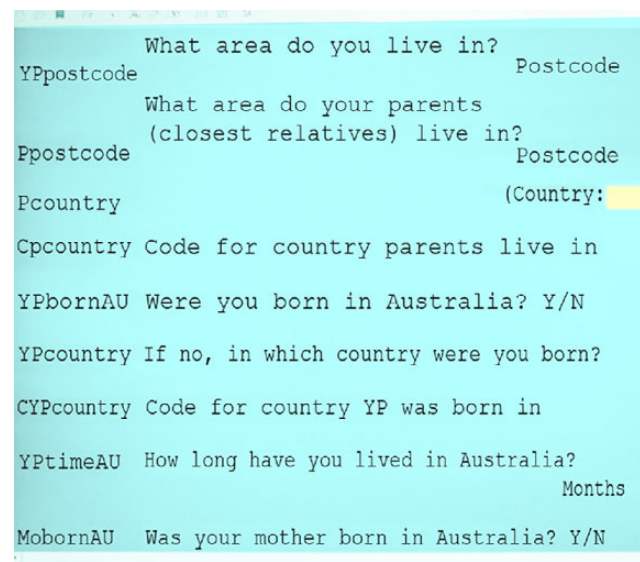 What area do you live in?
YPpostcode Postcode
What area do your parents
(closest relatives) live in?
Ppostcode Postcode
Pcountry (Country:
Cpcountry Code for country parents live in
YPbornAU Were you born in Australia? Y/N
YPcountry If no, in which country were you born?
CYPcountry Code for country YP was born in
YPtimeAU How long have you lived in Australia?
Months
MobornAU Was your mother born in Australia? Y/N